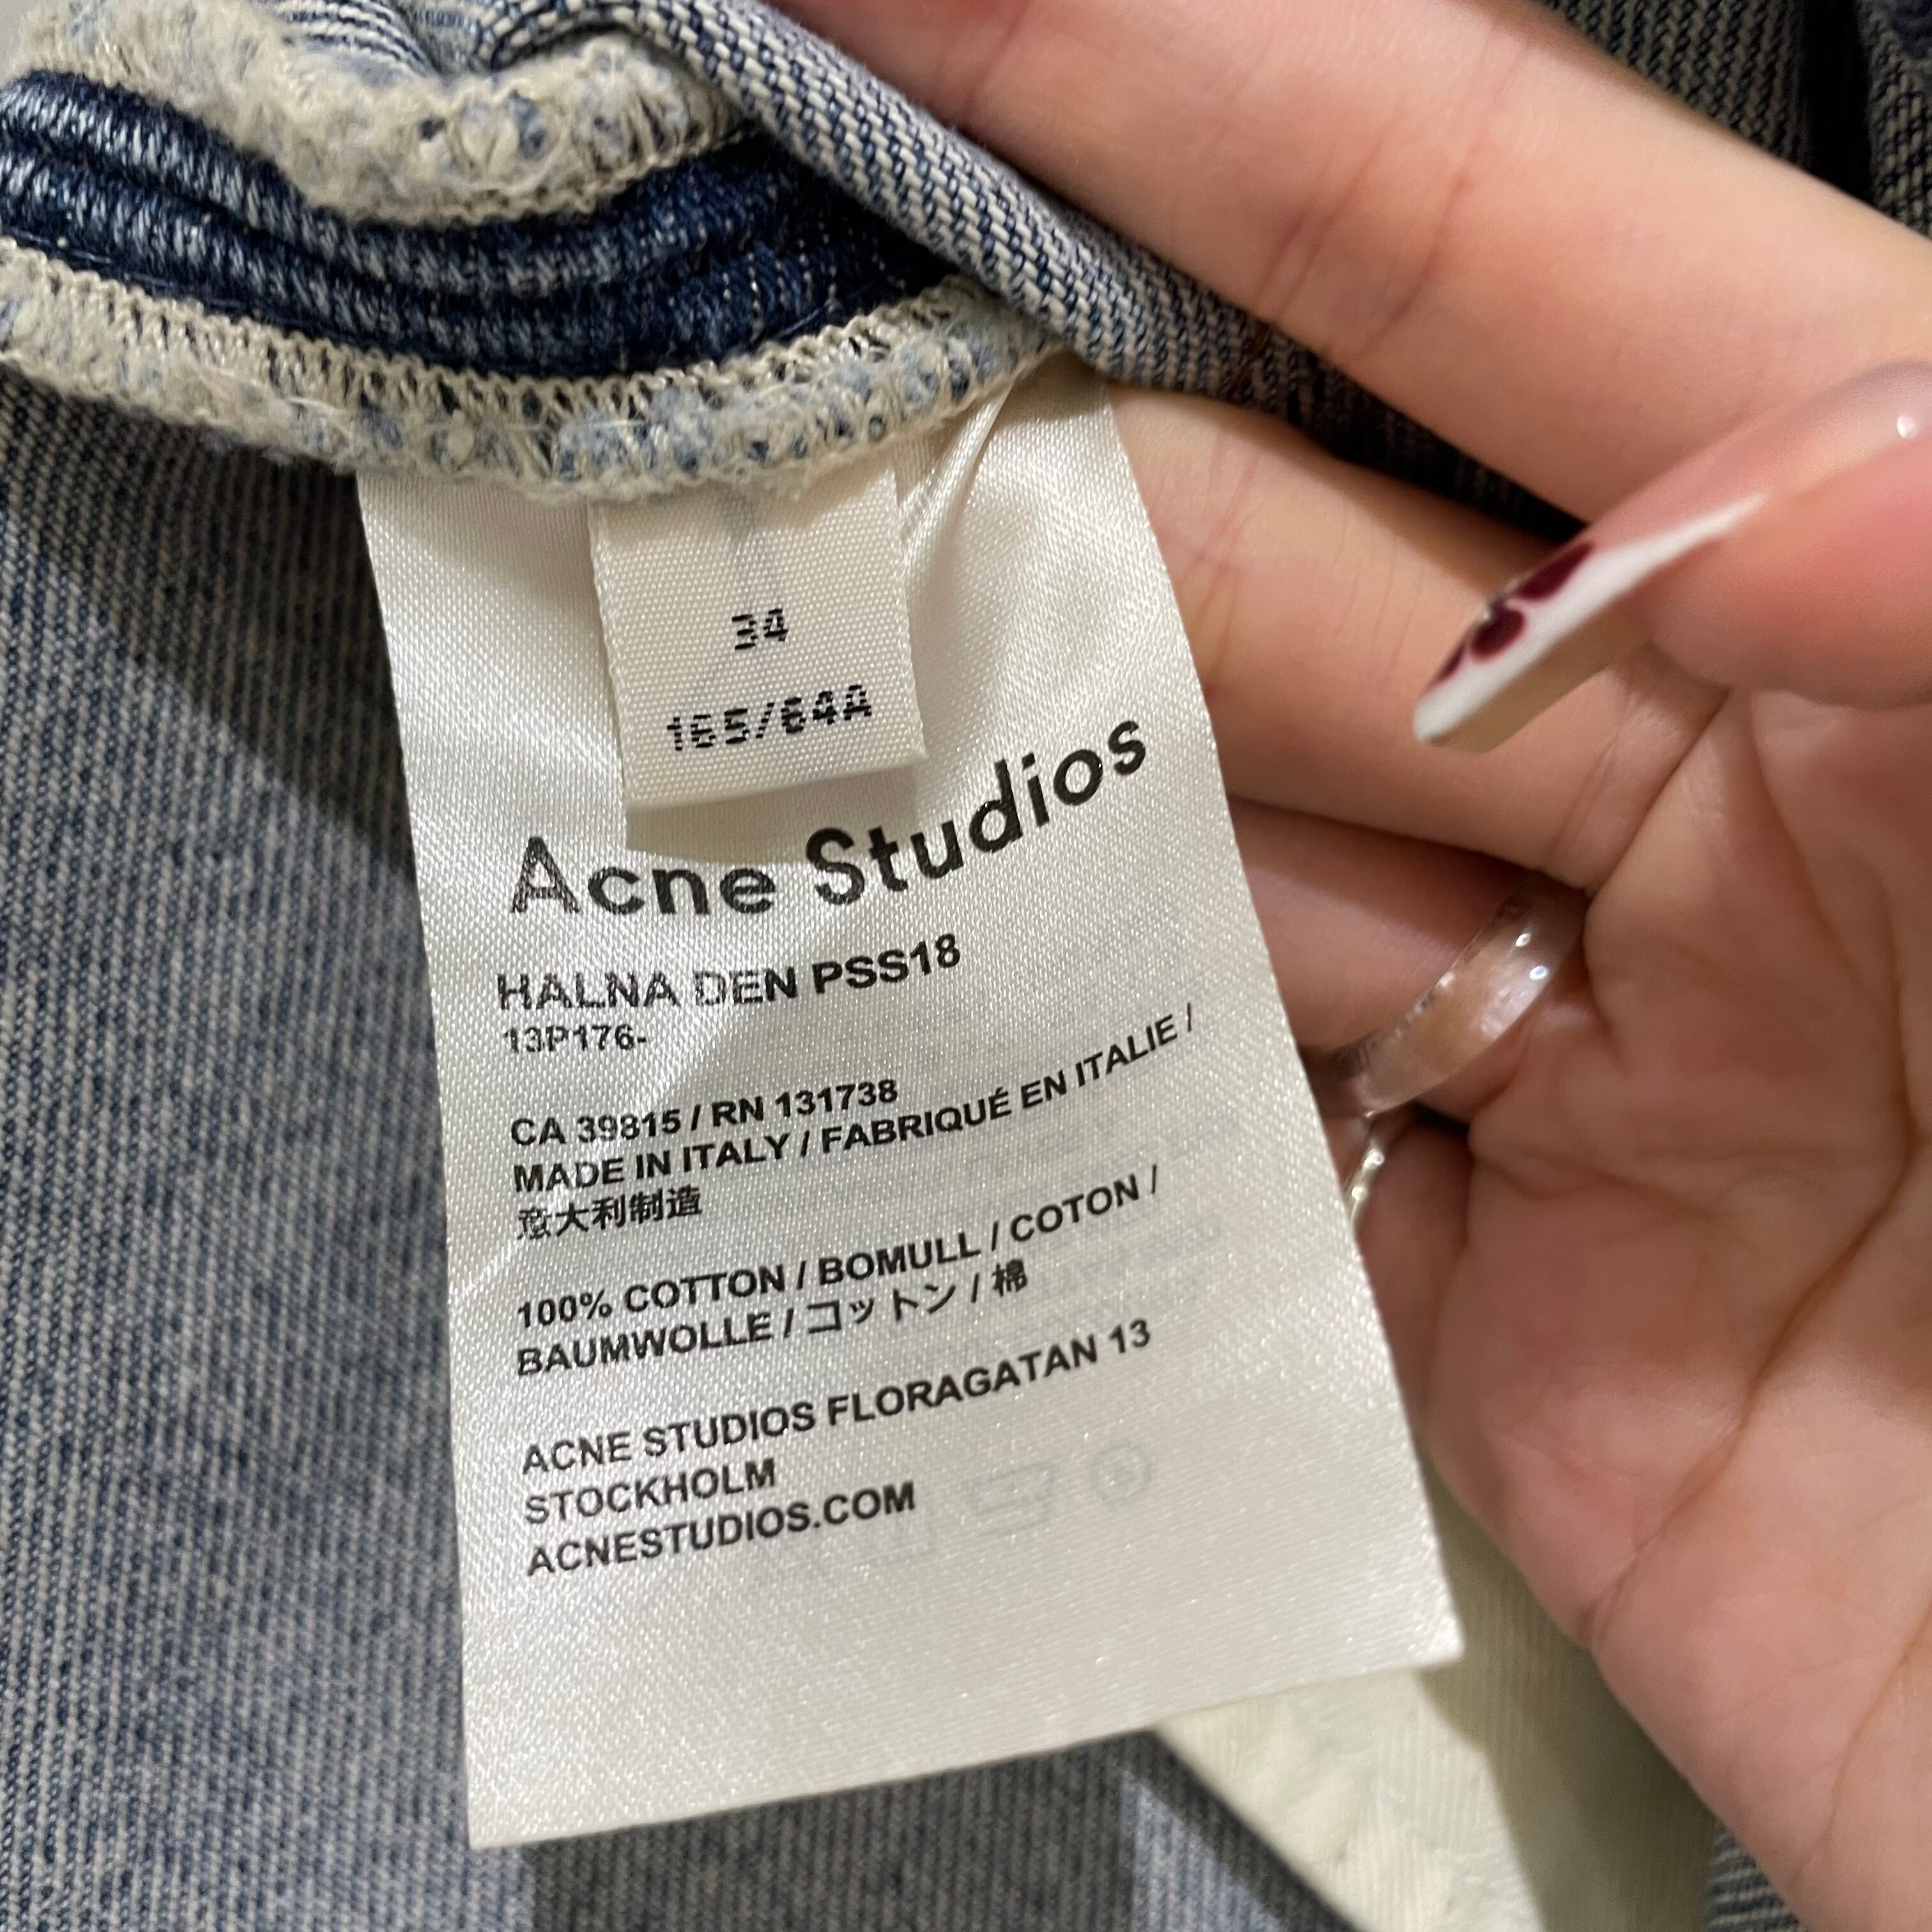 34
165/64A
Acne Studios
HALNA DEN PSS18
13P176-
CA 39815 / RN 131738
MADE IN ITALY / FABRIQUÉ EN ITALIE /
意大利制造
100% COTTON / BOMULL / COTON /
BAUMWOLLE / コットン / 棉
ACNE STUDIOS FLORAGATAN 13
STOCKHOLM
ACNESTUDIOS.COM